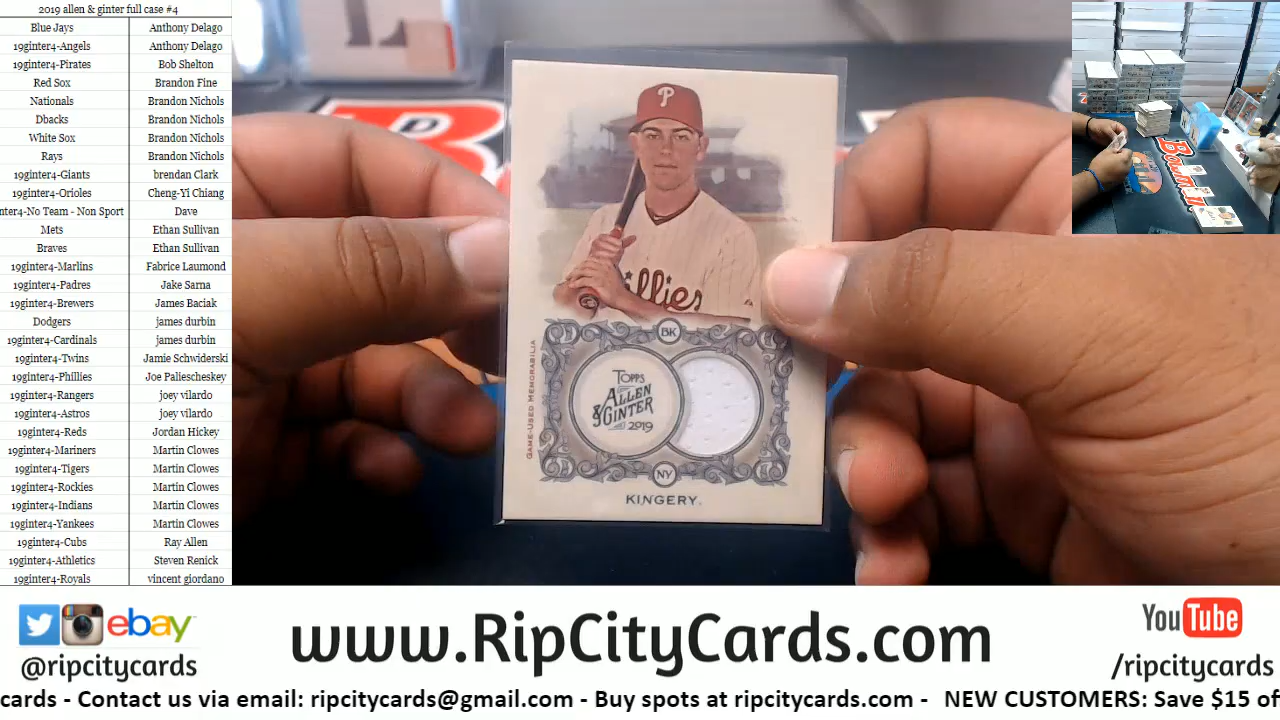 2019 allen & ginter full case #4
Blue Jays Anthony Delago
19ginter4-Angels Anthony Delago
19ginter4-Pirates Bob Shelton
Red Sox Brandon Fine
Nationals Brandon Nichols
Dbacks Brandon Nichols
White Sox Brandon Nichols
Rays Brandon Nichols
19ginter4-Giants brendan Clark
19ginter4-Orioles Cheng-Yi Chiang
nter4-No Team - Non Sport Dave
Mets Ethan Sullivan
Braves Ethan Sullivan
19ginter4-Marlins Fabrice Laumond
19ginter4-Padres Jake Sarna
19ginter4-Brewers James Baciak
Dodgers james durbin
19ginter4-Cardinals james durbin
19ginter4-Twins Jamie Schwiderski
19ginter4-Phillies Joe Paliescheskey
19ginter4-Rangers joey vilardo
19ginter4-Astros joey vilardo
19ginter4-Reds Jordan Hickey
19ginter4-Mariners Martin Clowes
19ginter4-Tigers Martin Clowes
19ginter4-Rockies Martin Clowes
19ginter4-Indians Martin Clowes
19ginter4-Yankees Martin Clowes
19ginter4-Cubs Ray Allen
19ginter4-Athletics Steven Renick
19ginter4-Royals vincent giordano
P
illies
BK
GAME-USED MEMORABILIA
TOPPS
ALLEN
& GINTER
2019
NY
KINGERY.
ebay
@ripcitycards
www.RipCityCards.com
YouTube
/ripcitycards
cards - Contact us via email: ripcitycards@gmail.com - Buy spots at ripcitycards.com - NEW CUSTOMERS: Save $15 of